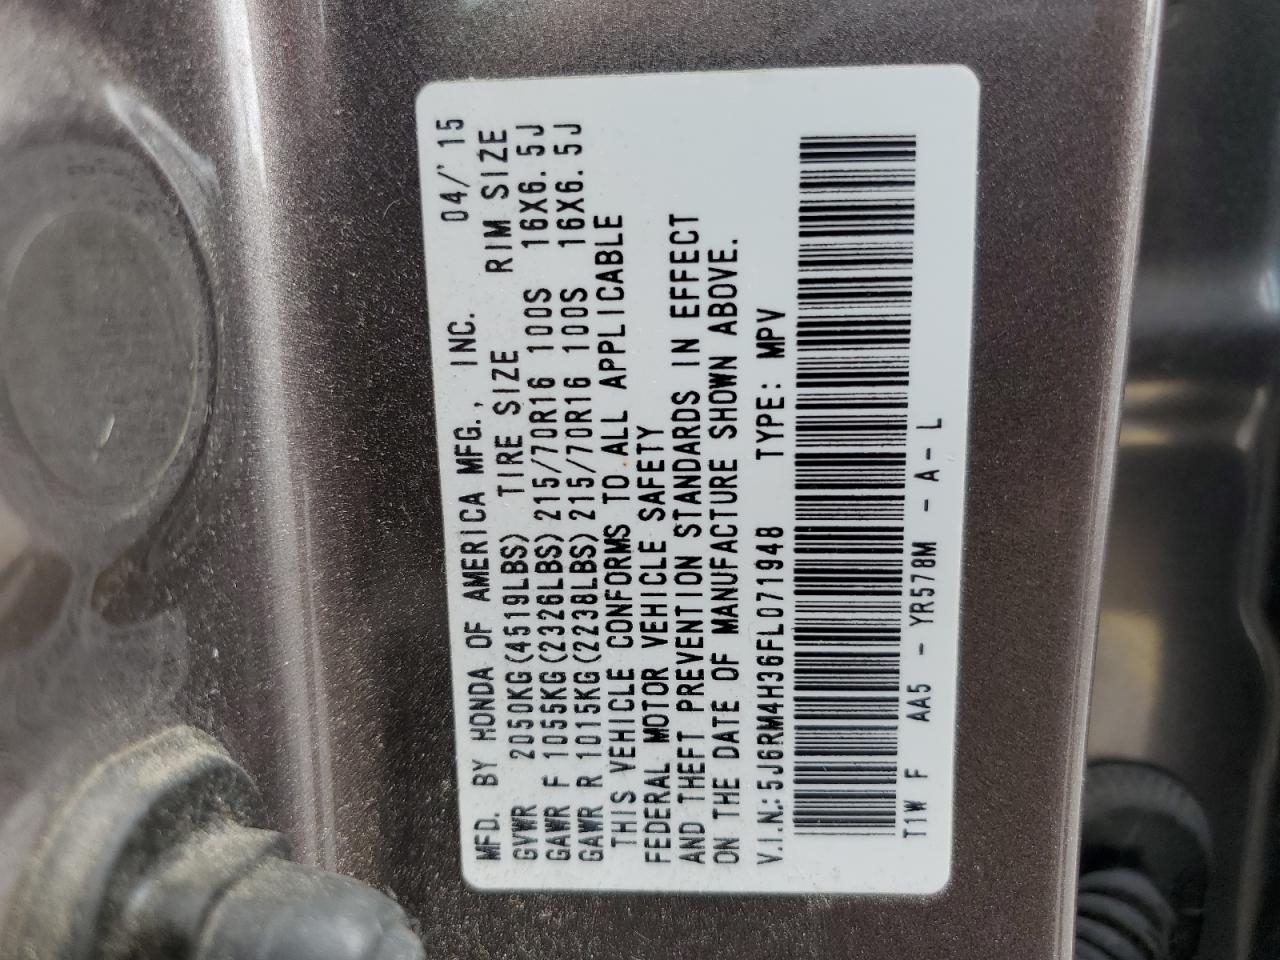 MFD. BY HONDA OF AMERICA MFG., INC. 04/'15
GVWR 2050KG(4519LBS) TIRE SIZE RIM SIZE
GAWR F 1055KG(2326LBS) 215/70R16 100S 16X6.5J
GAWR R 1015KG(2238LBS) 215/70R16 100S 16X6.5J
THIS VEHICLE CONFORMS TO ALL APPLICABLE
FEDERAL MOTOR VEHICLE SAFETY
AND THEFT PREVENTION STANDARDS IN EFFECT
ON THE DATE OF MANUFACTURE SHOWN ABOVE.
V.I.N.:5J6RM4H36FL071948 TYPE: MPV
T1W F AA5 - YR578M - A - L